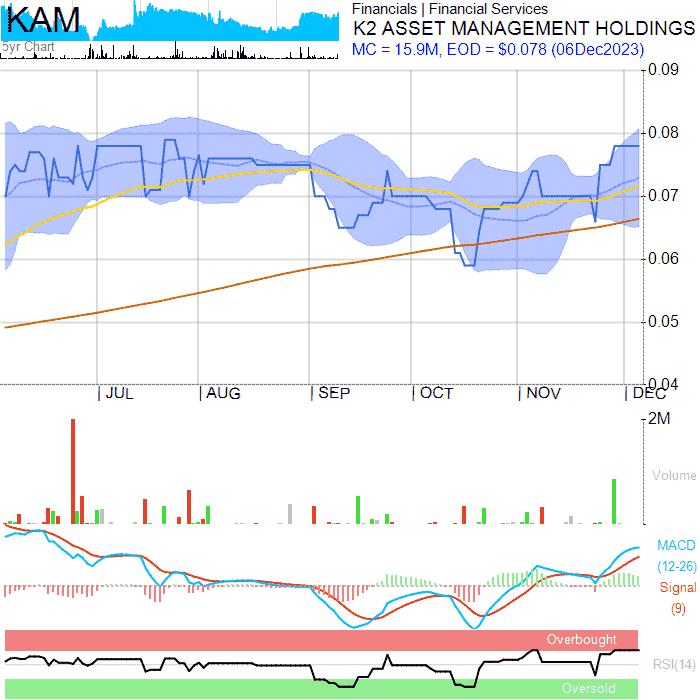 KAM
5yr Chart
Financials | Financial Services
K2 ASSET MANAGEMENT HOLDINGS
MC = 15.9M, EOD = $0.078 (06Dec2023)
0.09
0.08
0.07
0.06
0.05
0.04
| JUL | AUG | SEP | OCT | NOV | DEC
2M
Volume
MACD
(12-26)
Signal
(9)
Overbought
RSI(14)
Oversold